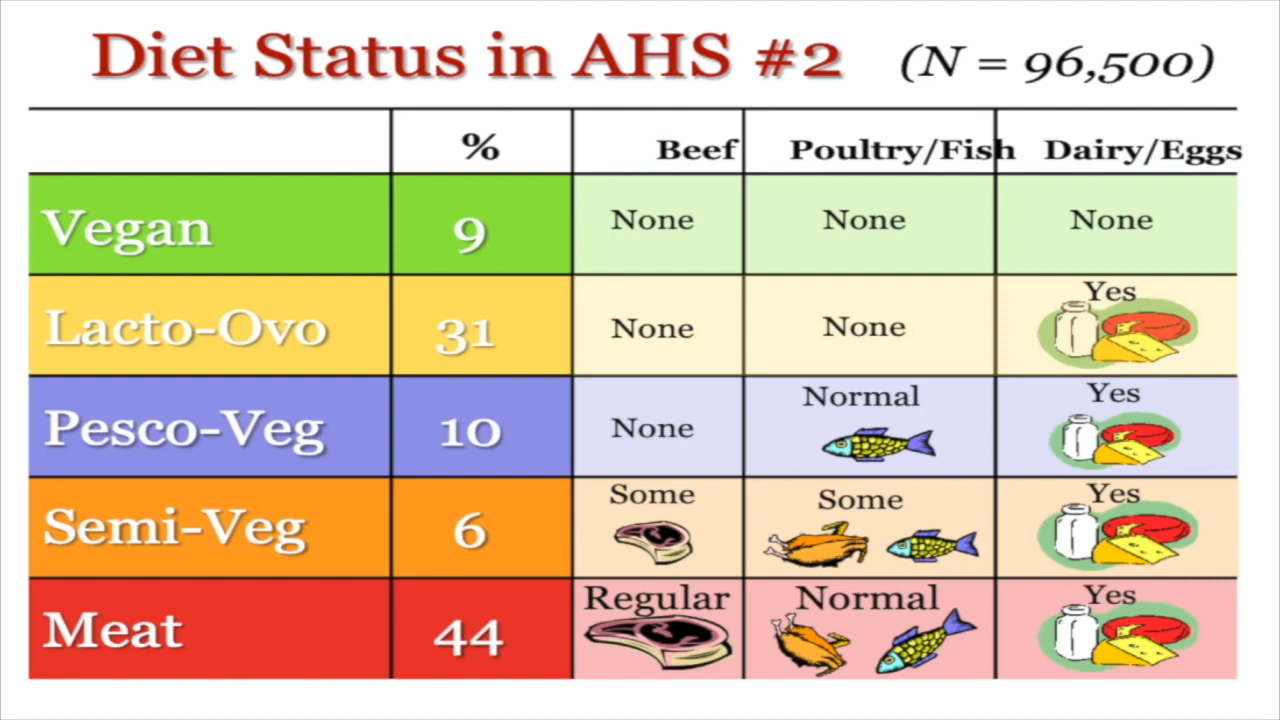 Diet Status in AHS #2 (N = 96,500)
% Beef Poultry/Fish Dairy/Eggs
Vegan 9 None None None
Lacto-Ovo 31 None None Yes
Pesco-Veg 10 None Normal Yes
Semi-Veg 6 Some Some Yes
Meat 44 Regular Normal Yes